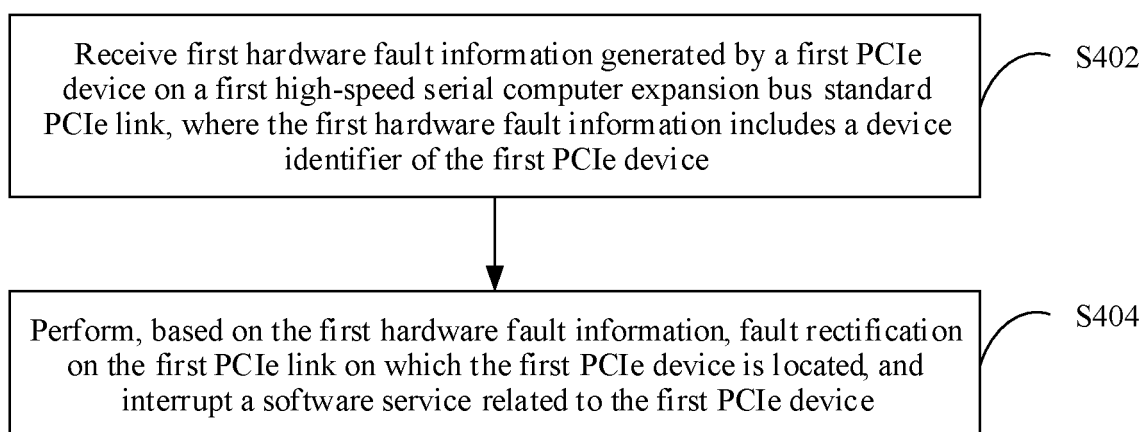 Receive first hardware fault information generated by a first PCIe
device on a first high-speed serial computer expansion bus standard
PCIe link, where the first hardware fault information includes a device
identifier of the first PCIe device
S402
Perform, based on the first hardware fault information, fault rectification
on the first PCIe link on which the first PCIe device is located, and
interrupt a software service related to the first PCIe device
S404